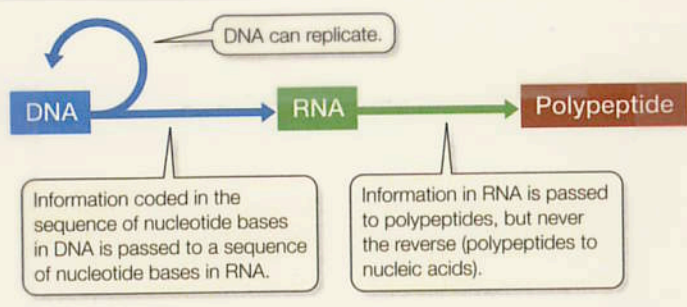 DNA can replicate.
DNA
RNA
Polypeptide
Information coded in the
sequence of nucleotide bases
in DNA is passed to a sequence
of nucleotide bases in RNA.
Information in RNA is passed
to polypeptides, but never
the reverse (polypeptides to
nucleic acids).